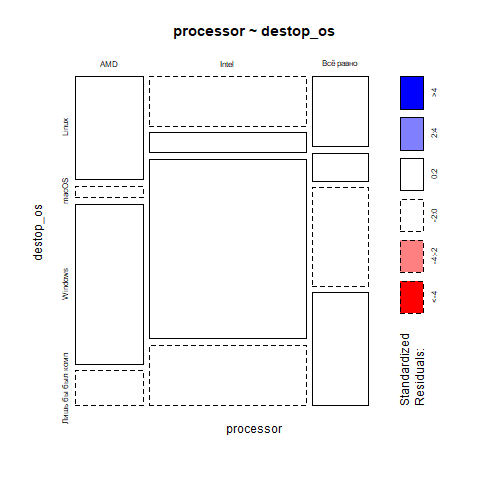 processor ~ destop_os
AMD
Intel
Всё равно
Linux
macOS
Windows
Лишь бы был комп
destop_os
processor
>4
2:4
0:2
-2:0
-4:-2
<-4
Standardized
Residuals: